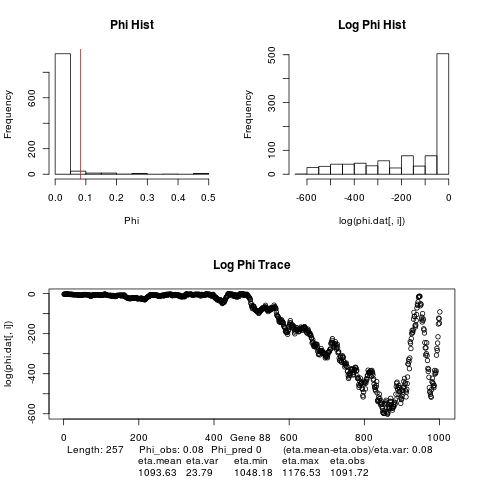 Phi Hist
Log Phi Hist
Frequency
0 200 600
0.0 0.1 0.2 0.3 0.4 0.5
Phi
Frequency
0 100 300 500
-600 -400 -200 0
log(phi.dat[, i])
Log Phi Trace
log(phi.dat[, i])
0 -200 -400 -600
0 200 400 600 800 1000
Gene 88
Length: 257 Phi_obs: 0.08 Phi_pred 0 (eta.mean-eta.obs)/eta.var: 0.08
eta.mean eta.var eta.min eta.max eta.obs
1093.63 23.79 1048.18 1176.53 1091.72